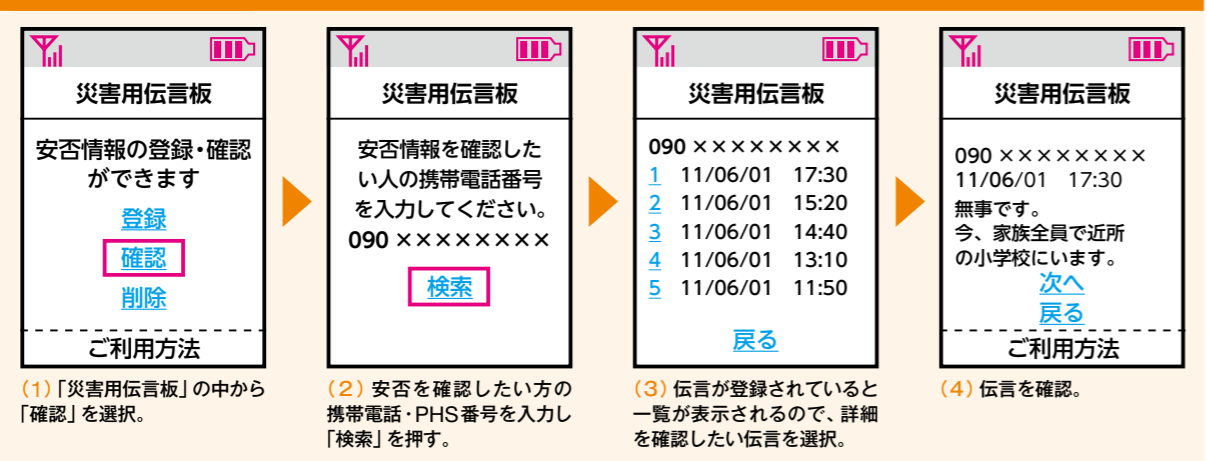 災害用伝言板
安否情報の登録・確認
ができます
登録
確認
削除
ご利用方法
(1)「災害用伝言板」の中から
「確認」を選択。
災害用伝言板
安否情報を確認した
い人の携帯電話番号
を入力してください。
090 ××××××××
検索
(2) 安否を確認したい方の
携帯電話・PHS番号を入力し
「検索」を押す。
災害用伝言板
090 ××××××××
1 11/06/01 17:30
2 11/06/01 15:20
3 11/06/01 14:40
4 11/06/01 13:10
5 11/06/01 11:50
戻る
(3) 伝言が登録されていると
一覧が表示されるので、詳細
を確認したい伝言を選択。
災害用伝言板
090 ××××××××
11/06/01 17:30
無事です。
今、家族全員で近所
の小学校にいます。
次へ
戻る
ご利用方法
(4) 伝言を確認。